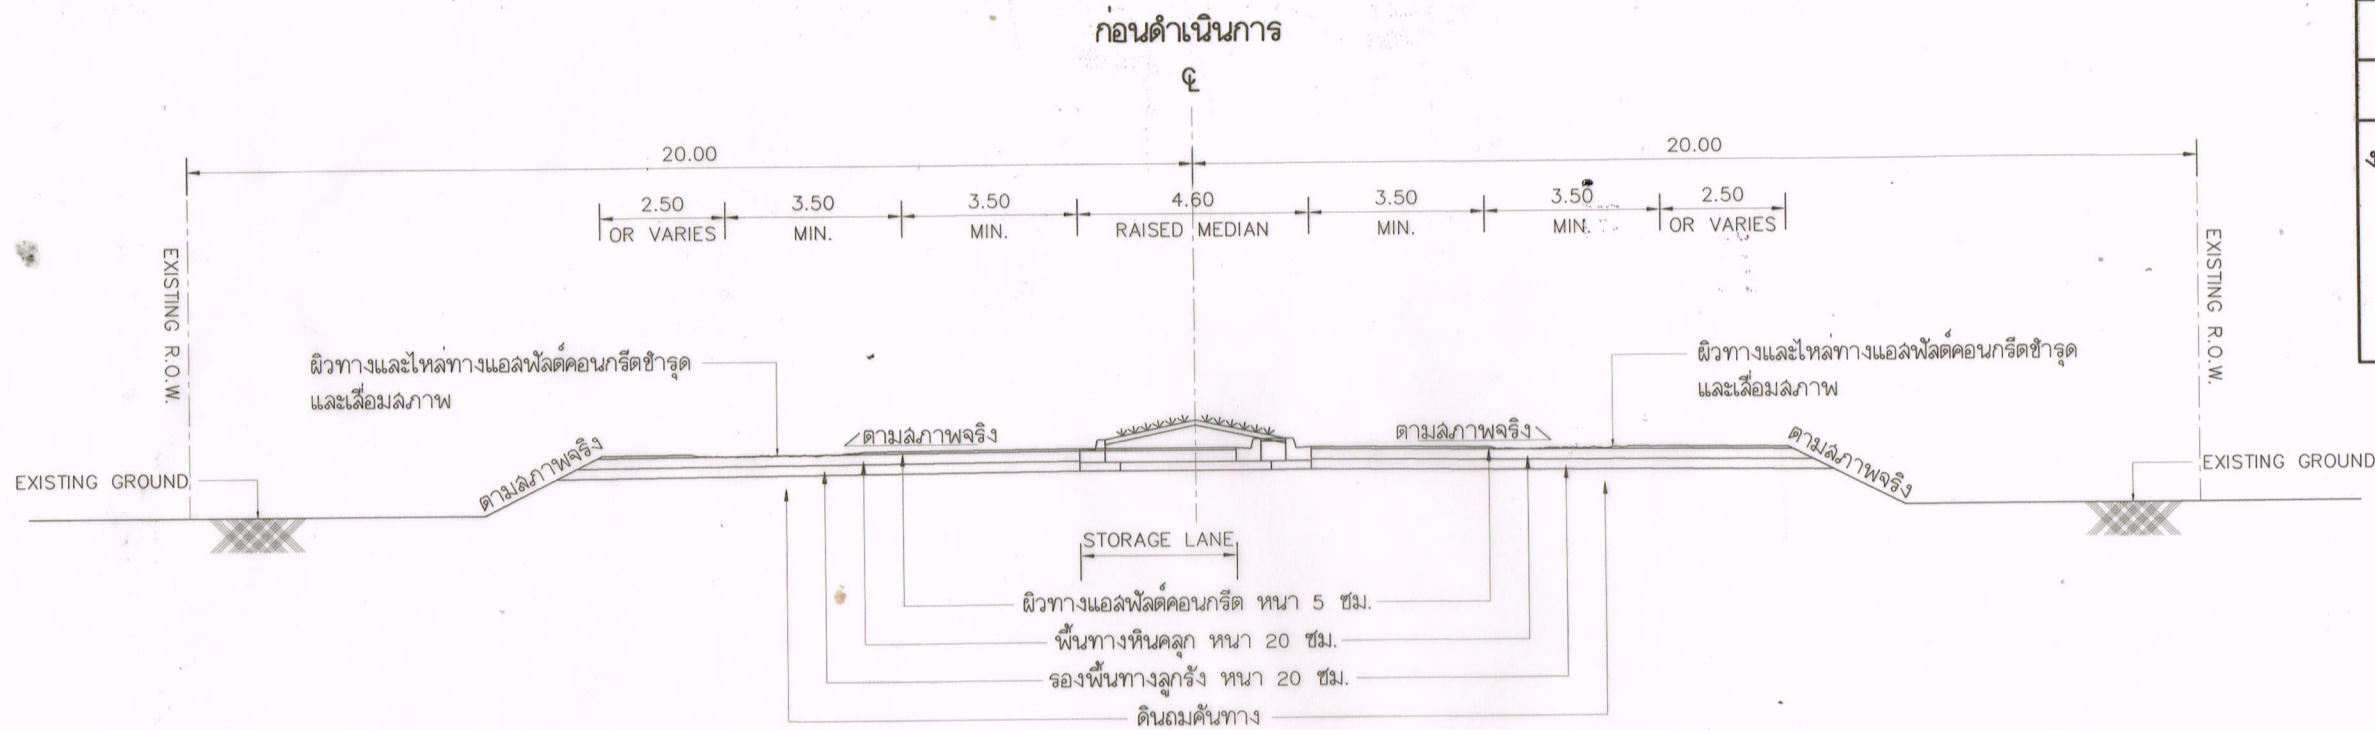 ก่อนดำเนินการ
℄
20.00 20.00
2.50 3.50 3.50 4.60 3.50 3.50 2.50
OR VARIES MIN. MIN. RAISED MEDIAN MIN. MIN. OR VARIES
EXISTING R.O.W.
EXISTING R.O.W.
ผิวทางและไหล่ทางแอสฟัลต์คอนกรีตชำรุด
และเสื่อมสภาพ
ผิวทางและไหล่ทางแอสฟัลต์คอนกรีตชำรุด
และเสื่อมสภาพ
ตามสภาพจริง
ตามสภาพจริง
ตามสภาพจริง
ตามสภาพจริง
EXISTING GROUND
EXISTING GROUND
STORAGE LANE
ผิวทางแอสฟัลต์คอนกรีต หนา 5 ซม.
พื้นทางหินคลุก หนา 20 ซม.
รองพื้นทางลูกรัง หนา 20 ซม.
ดินถมคันทาง